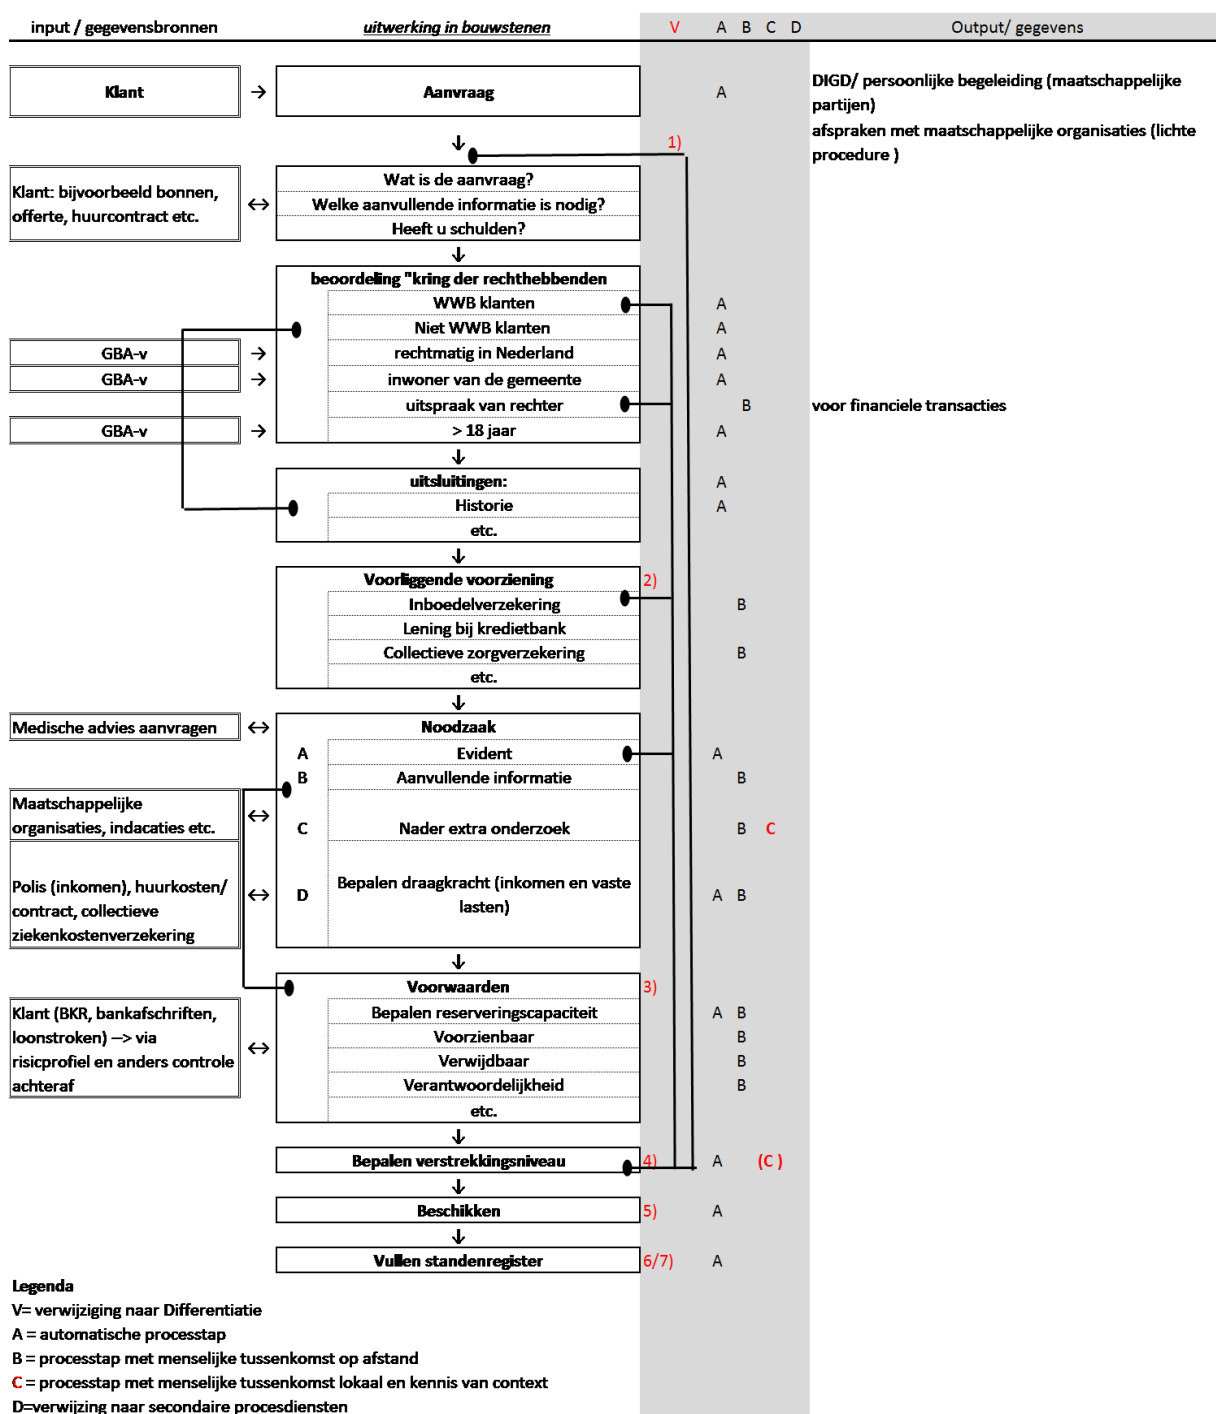 input / gegevensbronnen uitwerking in bouwstenen V A B C D Output/ gegevens
Klant → Aanvraag A DIGD/ persoonlijke begeleiding (maatschappelijke
partijen)
afspraken met maatschappelijke organisaties (lichte
procedure )
1)
Klant: bijvoorbeeld bonnen,
offerte, huurcontract etc.
Wat is de aanvraag?
Welke aanvullende informatie is nodig?
Heeft u schulden?
beoordeling "kring der rechthebbenden
WWB klanten A
Niet WWB klanten A
GBA-v → rechtmatig in Nederland A
GBA-v → inwoner van de gemeente A
uitspraak van rechter B voor financiele transacties
GBA-v → > 18 jaar A
uitsluitingen: A
Historie A
etc.
Voorliggende voorziening 2)
Inboedelverzekering B
Lening bij kredietbank
Collectieve zorgverzekering B
etc.
Medische advies aanvragen ↔ Noodzaak
A Evident A
B Aanvullende informatie B
Maatschappelijke
organisaties, indacaties etc.
↔ C Nader extra onderzoek B C
Polis (inkomen), huurkosten/
contract, collectieve
ziekenkostenverzekering
↔ D Bepalen draagkracht (inkomen en vaste
lasten)
A B
Voorwaarden 3)
Klant (BKR, bankafschriften,
loonstroken) --> via
risicprofiel en anders controle
achteraf
Bepalen reserveringscapaciteit A B
Voorzienbaar B
Verwijdbaar B
Verantwoordelijkheid B
etc.
Bepalen verstrekkingsniveau 4) A (C )
Beschikken 5) A
Vullen standenregister 6/7) A
Legenda
V= verwijziging naar Differentiatie
A = automatische processtap
B = processtap met menselijke tussenkomst op afstand
C = processtap met menselijke tussenkomst lokaal en kennis van context
D=verwijzing naar secondaire procesdiensten